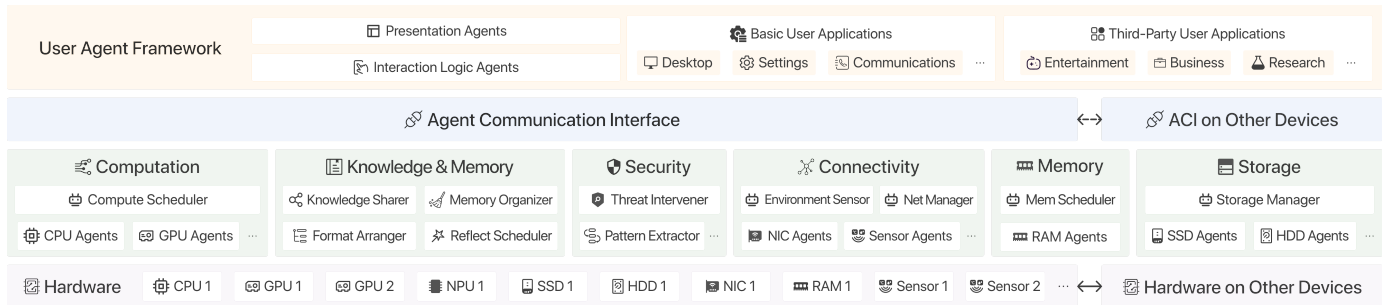 User Agent Framework
Presentation Agents
Interaction Logic Agents
Basic User Applications
Desktop
Settings
Communications
...
Third-Party User Applications
Entertainment
Business
Research
...
Agent Communication Interface
ACI on Other Devices
Computation
Compute Scheduler
CPU Agents
GPU Agents
...
Knowledge & Memory
Knowledge Sharer
Memory Organizer
Format Arranger
Reflect Scheduler
Security
Threat Intervener
Pattern Extractor
...
Connectivity
Environment Sensor
Net Manager
NIC Agents
Sensor Agents
...
Memory
Mem Scheduler
RAM Agents
Storage
Storage Manager
SSD Agents
HDD Agents
...
Hardware
CPU 1
GPU 1
GPU 2
NPU 1
SSD 1
HDD 1
NIC 1
RAM 1
Sensor 1
Sensor 2
...
Hardware on Other Devices